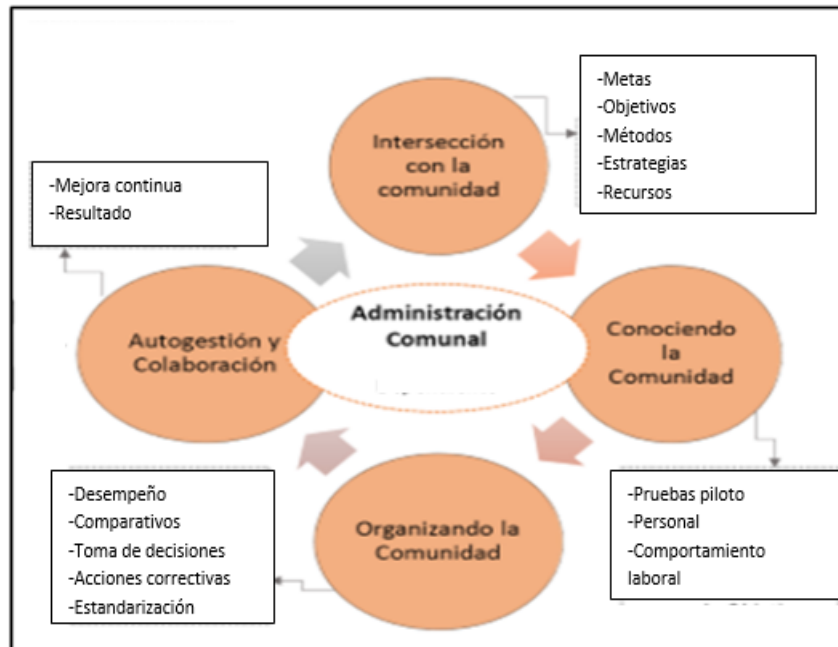 Intersección
con la
comunidad
-Metas
-Objetivos
-Métodos
-Estrategias
-Recursos
-Mejora continua
-Resultado
Administración
Comunal
Autogestión y
Colaboración
Conociendo
la
Comunidad
-Desempeño
-Comparativos
-Toma de decisiones
-Acciones correctivas
-Estandarización
Organizando la
Comunidad
-Pruebas piloto
-Personal
-Comportamiento
laboral